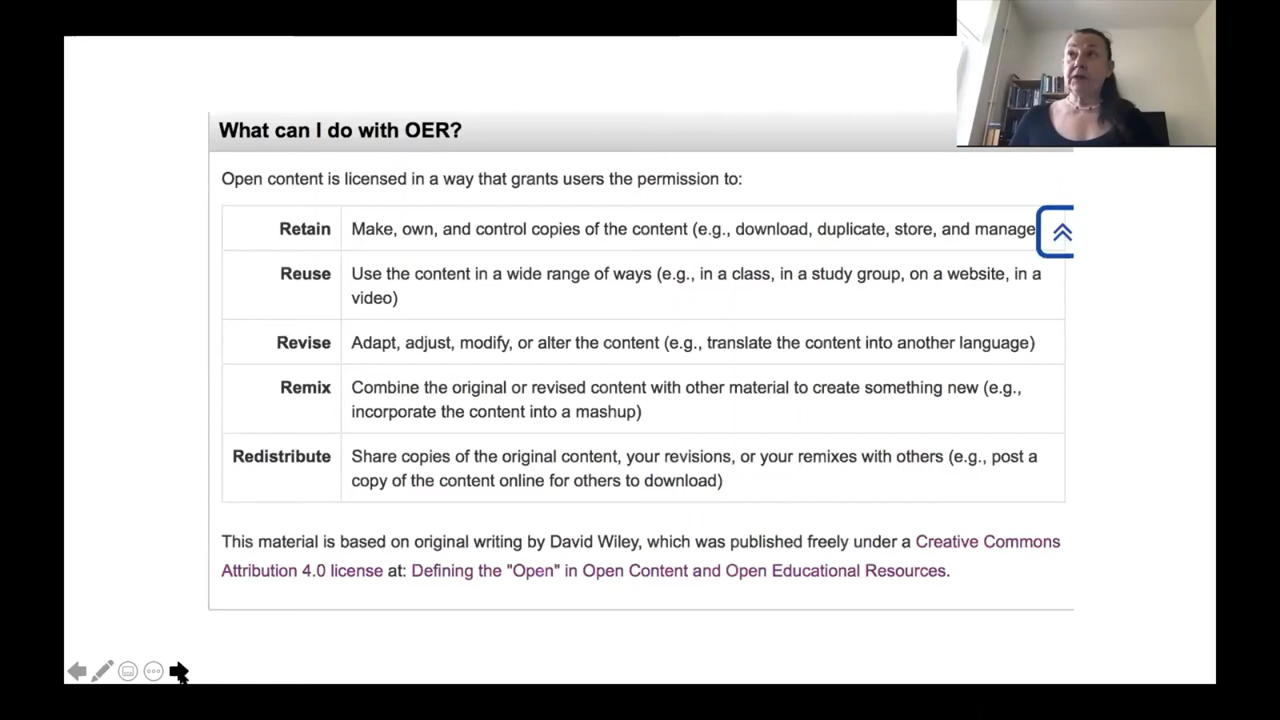 What can I do with OER?
Open content is licensed in a way that grants users the permission to:
Retain Make, own, and control copies of the content (e.g., download, duplicate, store, and manage
Reuse Use the content in a wide range of ways (e.g., in a class, in a study group, on a website, in a
video)
Revise Adapt, adjust, modify, or alter the content (e.g., translate the content into another language)
Remix Combine the original or revised content with other material to create something new (e.g.,
incorporate the content into a mashup)
Redistribute Share copies of the original content, your revisions, or your remixes with others (e.g., post a
copy of the content online for others to download)
This material is based on original writing by David Wiley, which was published freely under a Creative Commons
Attribution 4.0 license at: Defining the "Open" in Open Content and Open Educational Resources.